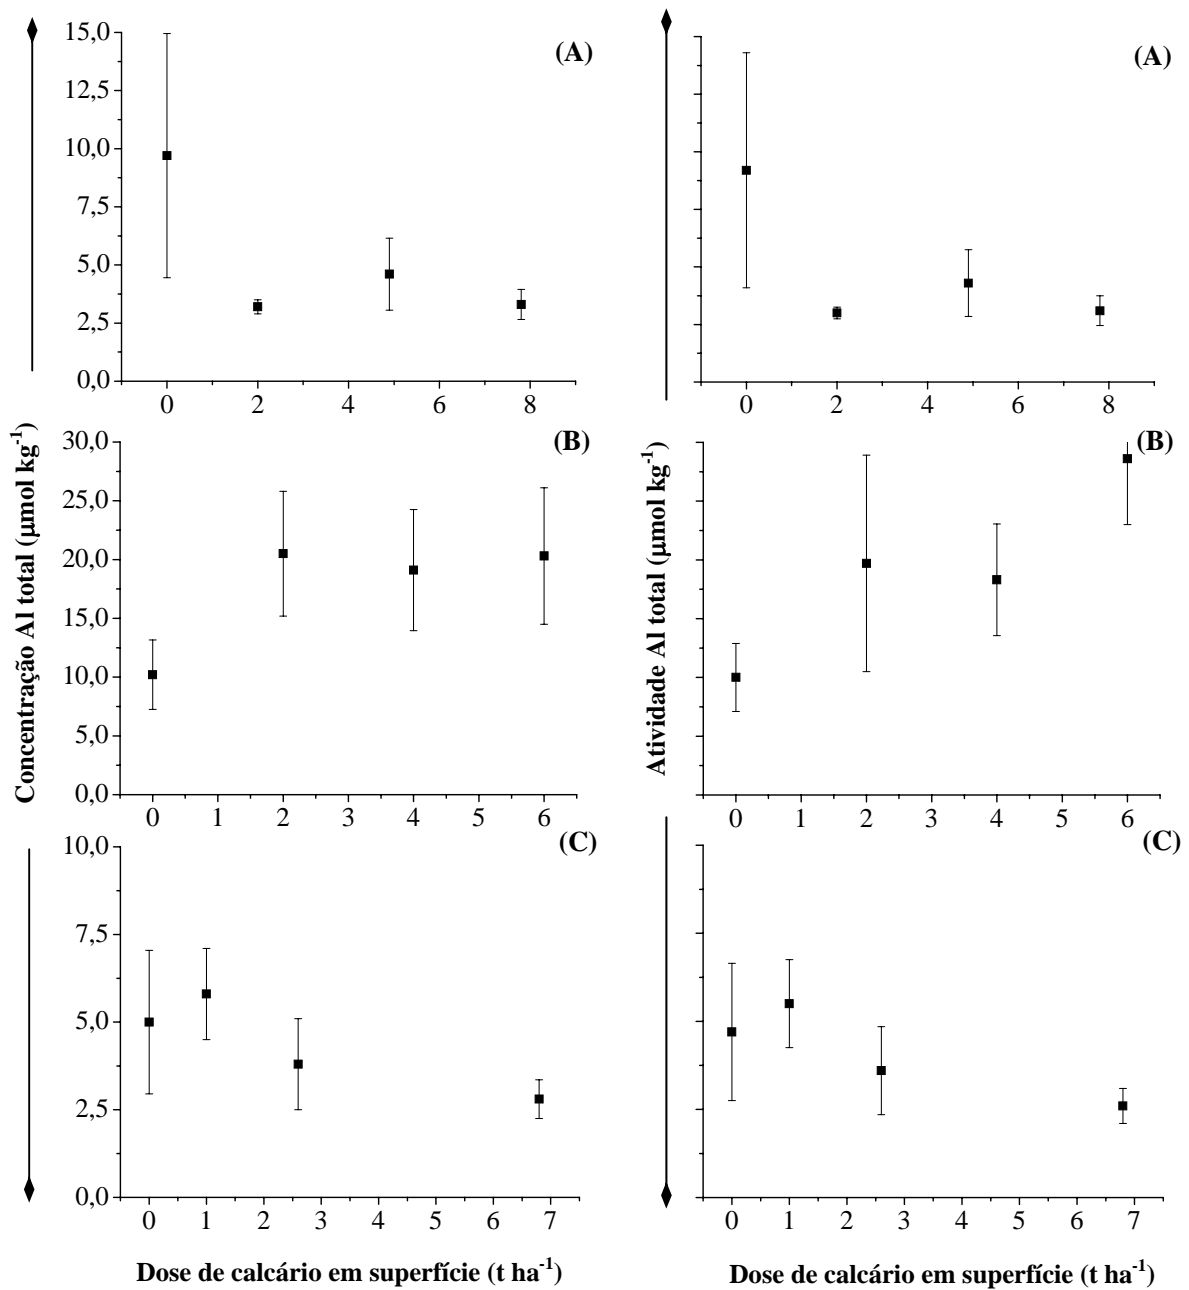 (A)
15,0
12,5
10,0
7,5
5,0
2,5
0,0
0 2 4 6 8
(A)
0 2 4 6 8
Concentração Al total (µmol kg-1)
(B)
30,0
25,0
20,0
15,0
10,0
5,0
0,0
0 1 2 3 4 5 6
Atividade Al total (µmol kg-1)
(B)
0 1 2 3 4 5 6
(C)
10,0
7,5
5,0
2,5
0,0
0 1 2 3 4 5 6 7
Dose de calcário em superfície (t ha-1)
(C)
0 1 2 3 4 5 6 7
Dose de calcário em superfície (t ha-1)